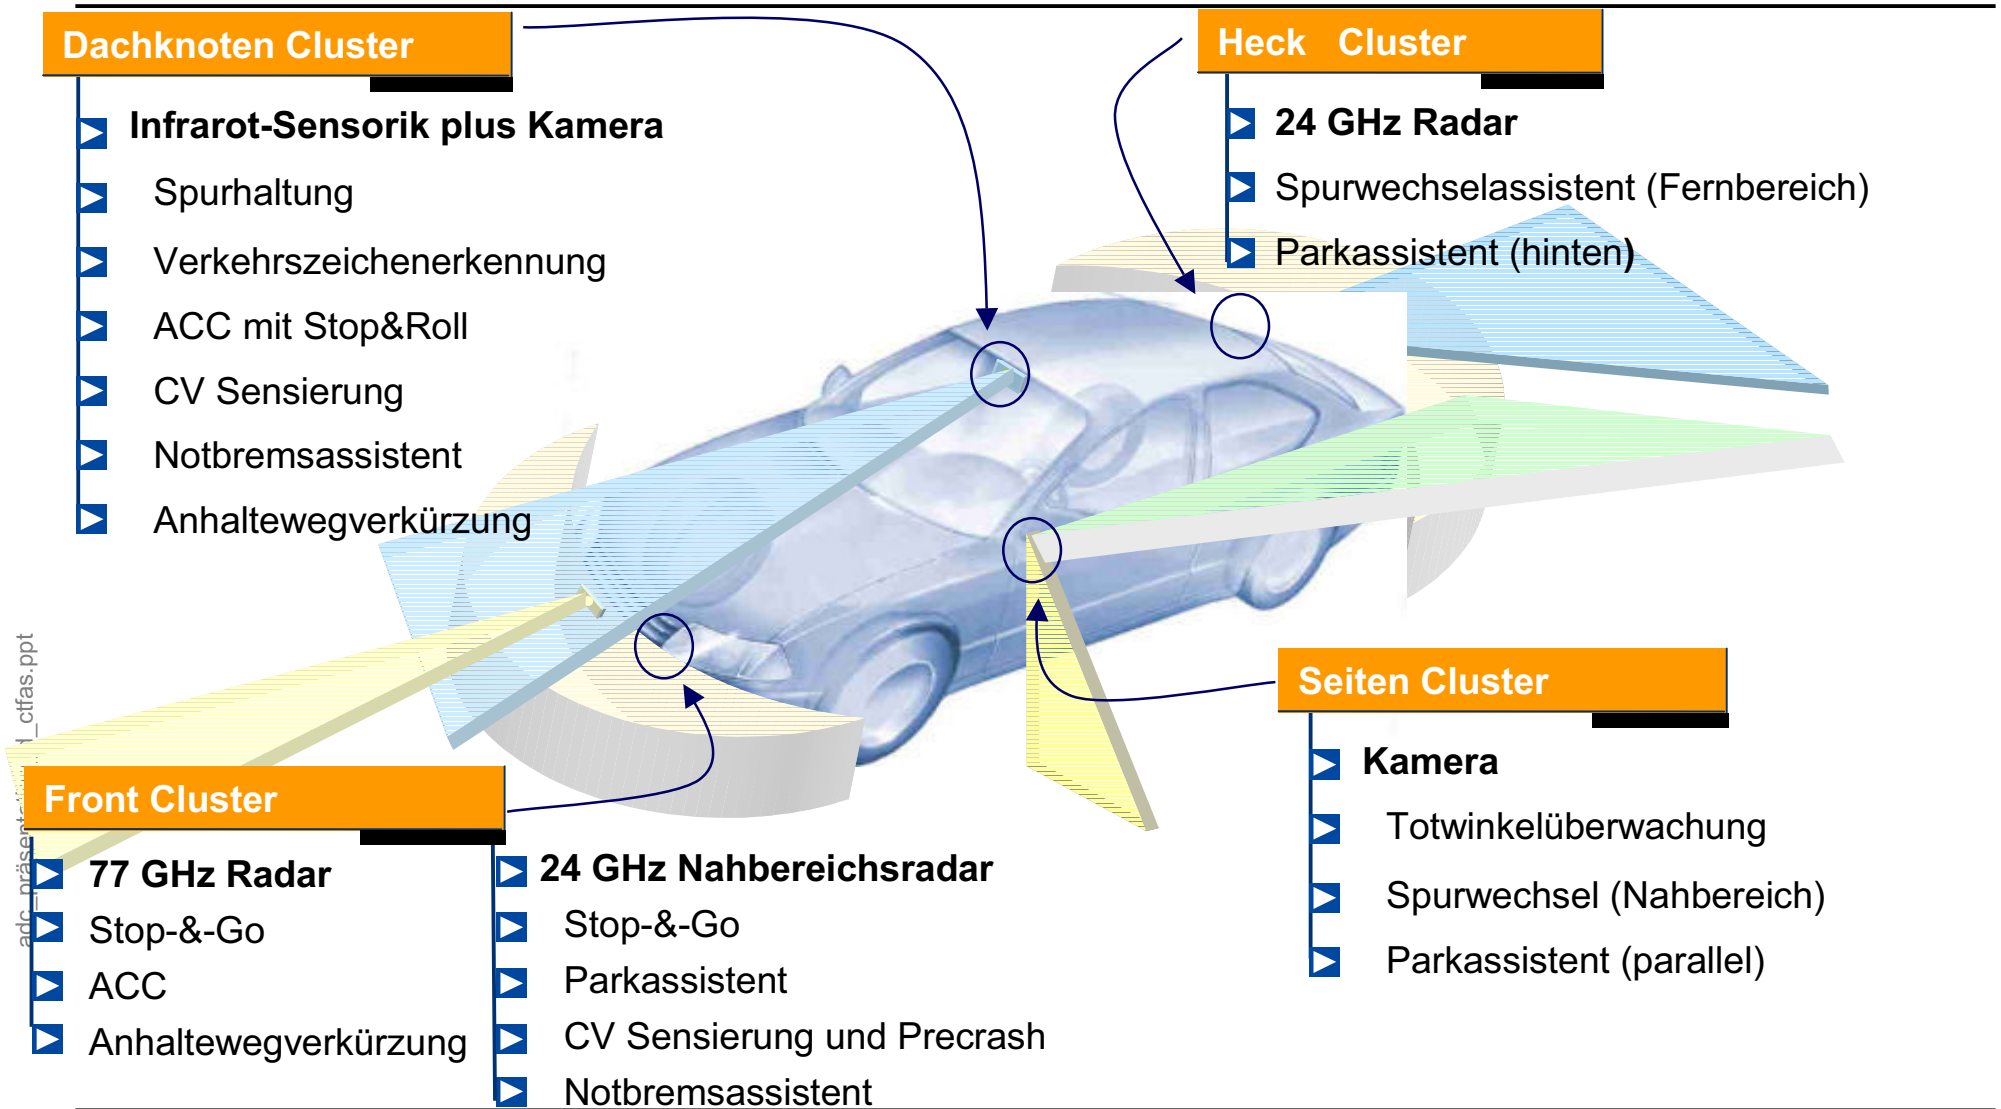 Dachknoten Cluster
Infrarot-Sensorik plus Kamera
Spurhaltung
Verkehrszeichenerkennung
ACC mit Stop&Roll
CV Sensierung
Notbremsassistent
Anhaltewegverkürzung
Heck Cluster
24 GHz Radar
Spurwechselassistent (Fernbereich)
Parkassistent (hinten)
Seiten Cluster
Kamera
Totwinkelüberwachung
Spurwechsel (Nahbereich)
Parkassistent (parallel)
Front Cluster
77 GHz Radar
Stop-&-Go
ACC
Anhaltewegverkürzung
24 GHz Nahbereichsradar
Stop-&-Go
Parkassistent
CV Sensierung und Precrash
Notbremsassistent